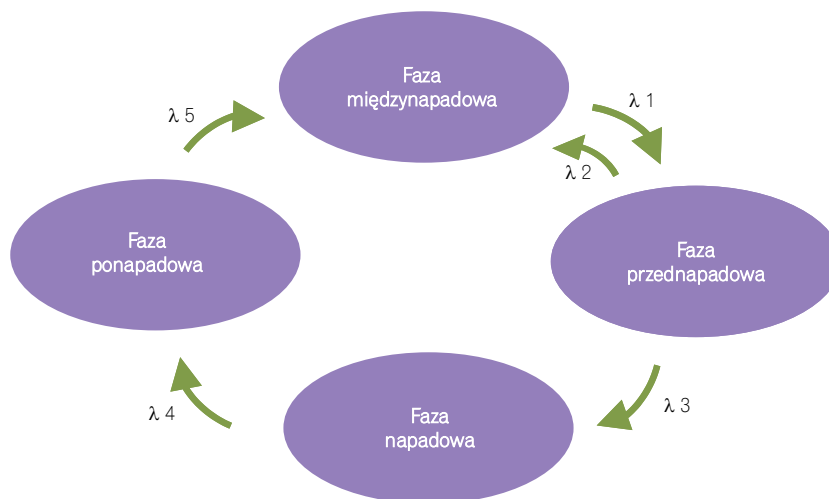 Faza
międzynapadowa
λ 1
λ 5
λ 2
Faza
ponapadowa
Faza
przednapadowa
λ 4
λ 3
Faza
napadowa